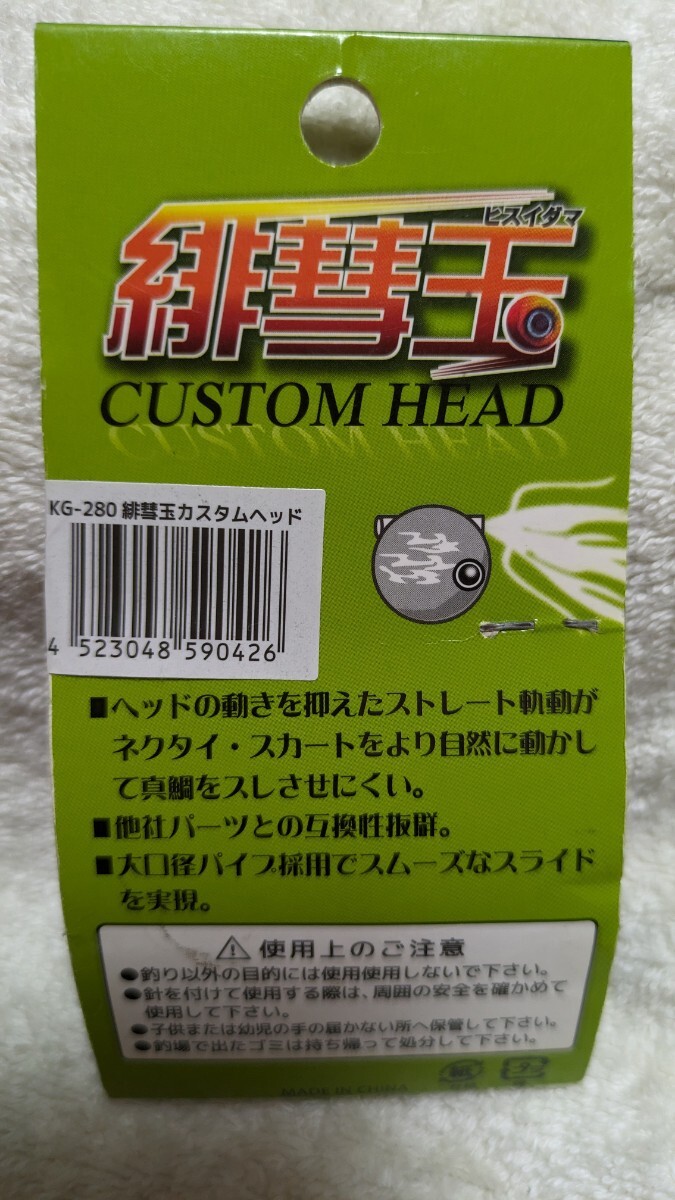 ヒスイダマ
緋彗玉
CUSTOM HEAD
KG-280 緋彗玉カスタムヘッド
4 523048 590426
■ヘッドの動きを抑えたストレート軌動が
ネクタイ・スカートをより自然に動かし
て真鯛をスレさせにくい。
■他社パーツとの互換性抜群。
■大口径パイプ採用でスムーズなスライド
を実現。
⚠使用上のご注意
●釣り以外の目的には使用使用しないで下さい。
●針を付けて使用する際は、周囲の安全を確かめて
使用して下さい。
●子供または幼児の手の届かない所へ保管して下さい。
●釣場で出たゴミは持ち帰って処分して下さい。
紙 プラ
MADE IN CHINA